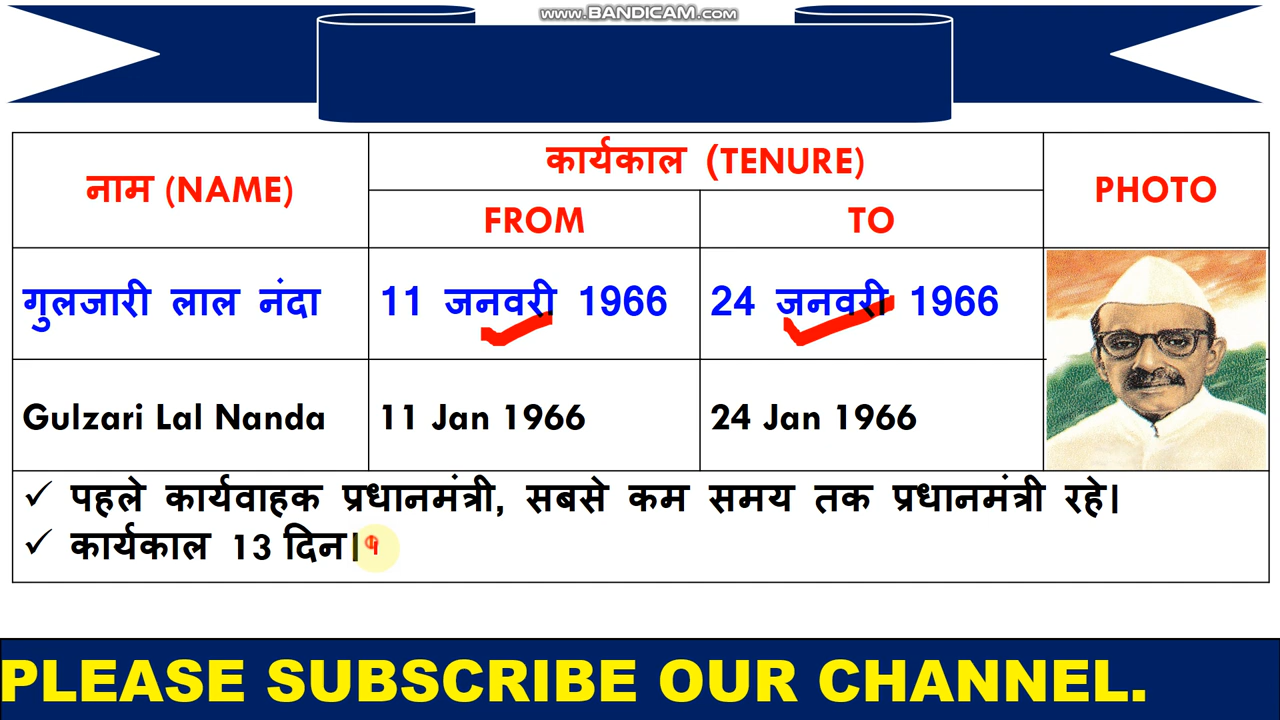 www.BANDICAM.com
नाम (NAME)
कार्यकाल (TENURE)
PHOTO
FROM
TO
गुलजारी लाल नंदा
11 जनवरी 1966
24 जनवरी 1966
Gulzari Lal Nanda
11 Jan 1966
24 Jan 1966
✓ पहले कार्यवाहक प्रधानमंत्री, सबसे कम समय तक प्रधानमंत्री रहे।
✓ कार्यकाल 13 दिन।
PLEASE SUBSCRIBE OUR CHANNEL.